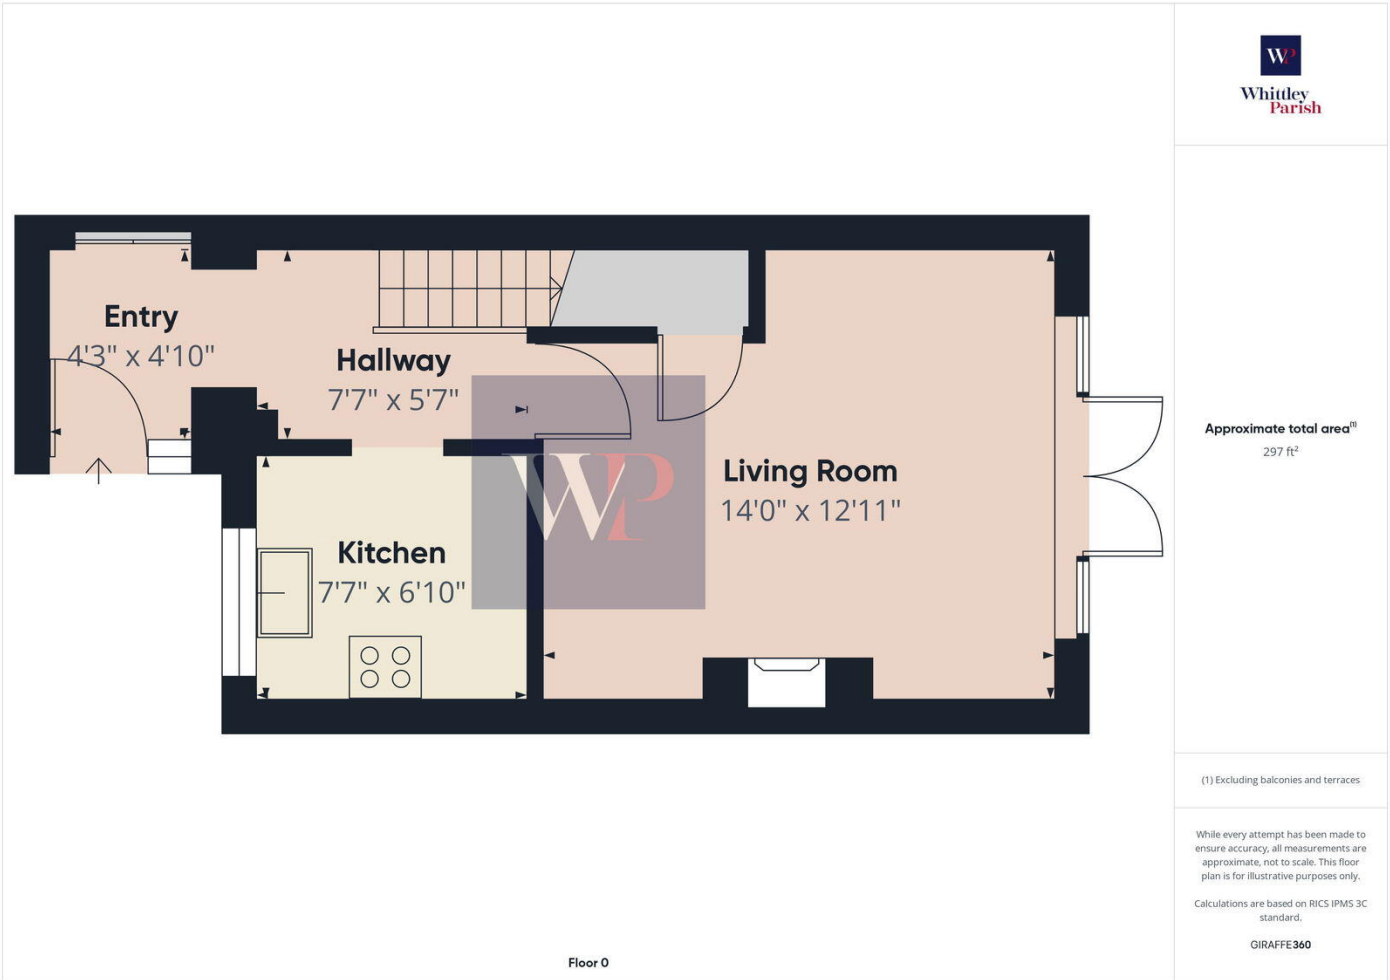 WP
Whittley
Parish
Entry
4'3" x 4'10"
Hallway
7'7" x 5'7"
Living Room
14'0" x 12'11"
Kitchen
7'7" x 6'10"
WP
Approximate total area(1)
297 ft²
(1) Excluding balconies and terraces
While every attempt has been made to
ensure accuracy, all measurements are
approximate, not to scale. This floor
plan is for illustrative purposes only.
Calculations are based on RICS IPMS 3C
standard.
GIRAFFE360
Floor 0